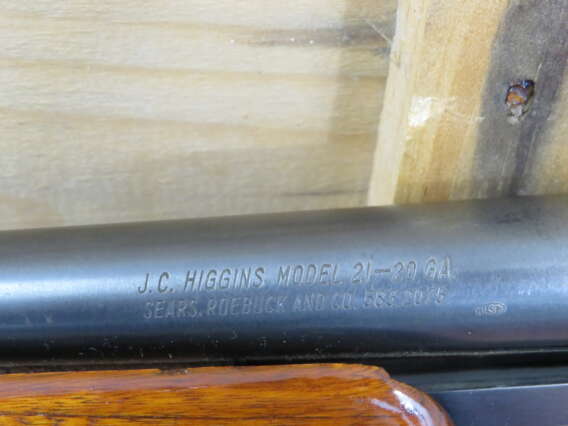 J.C. HIGGINS MODEL 21-20 GA.
SEARS, ROEBUCK AND CO. 583.2075